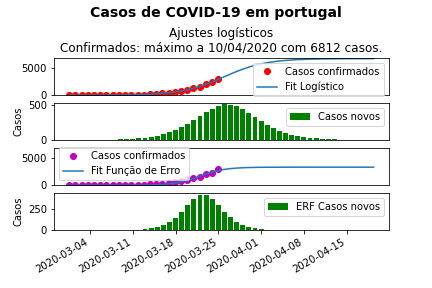 Casos de COVID-19 em portugal
Ajustes logísticos
Confirmados: máximo a 10/04/2020 com 6812 casos.
5000
0
Casos confirmados
Fit Logístico
Casos
500
0
Casos novos
5000
0
Casos confirmados
Fit Função de Erro
Casos
250
0
ERF Casos novos
2020-03-04
2020-03-11
2020-03-18
2020-03-25
2020-04-01
2020-04-08
2020-04-15